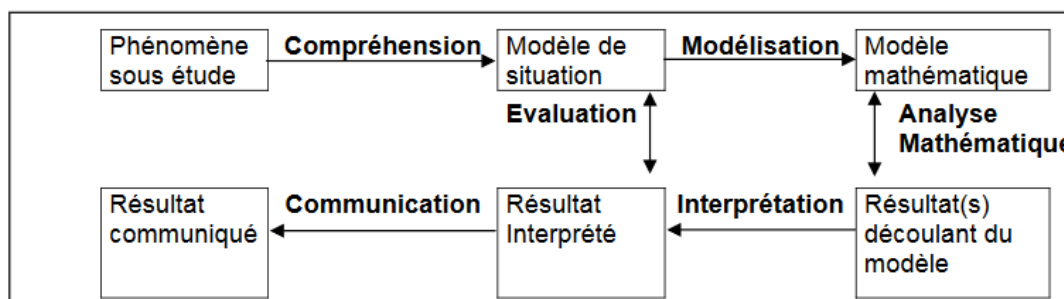 Phénomène sous étude
Compréhension
Modèle de situation
Modélisation
Modèle mathématique
Evaluation
Analyse Mathématique
Résultat communiqué
Communication
Résultat Interprété
Interprétation
Résultat(s) découlant du modèle